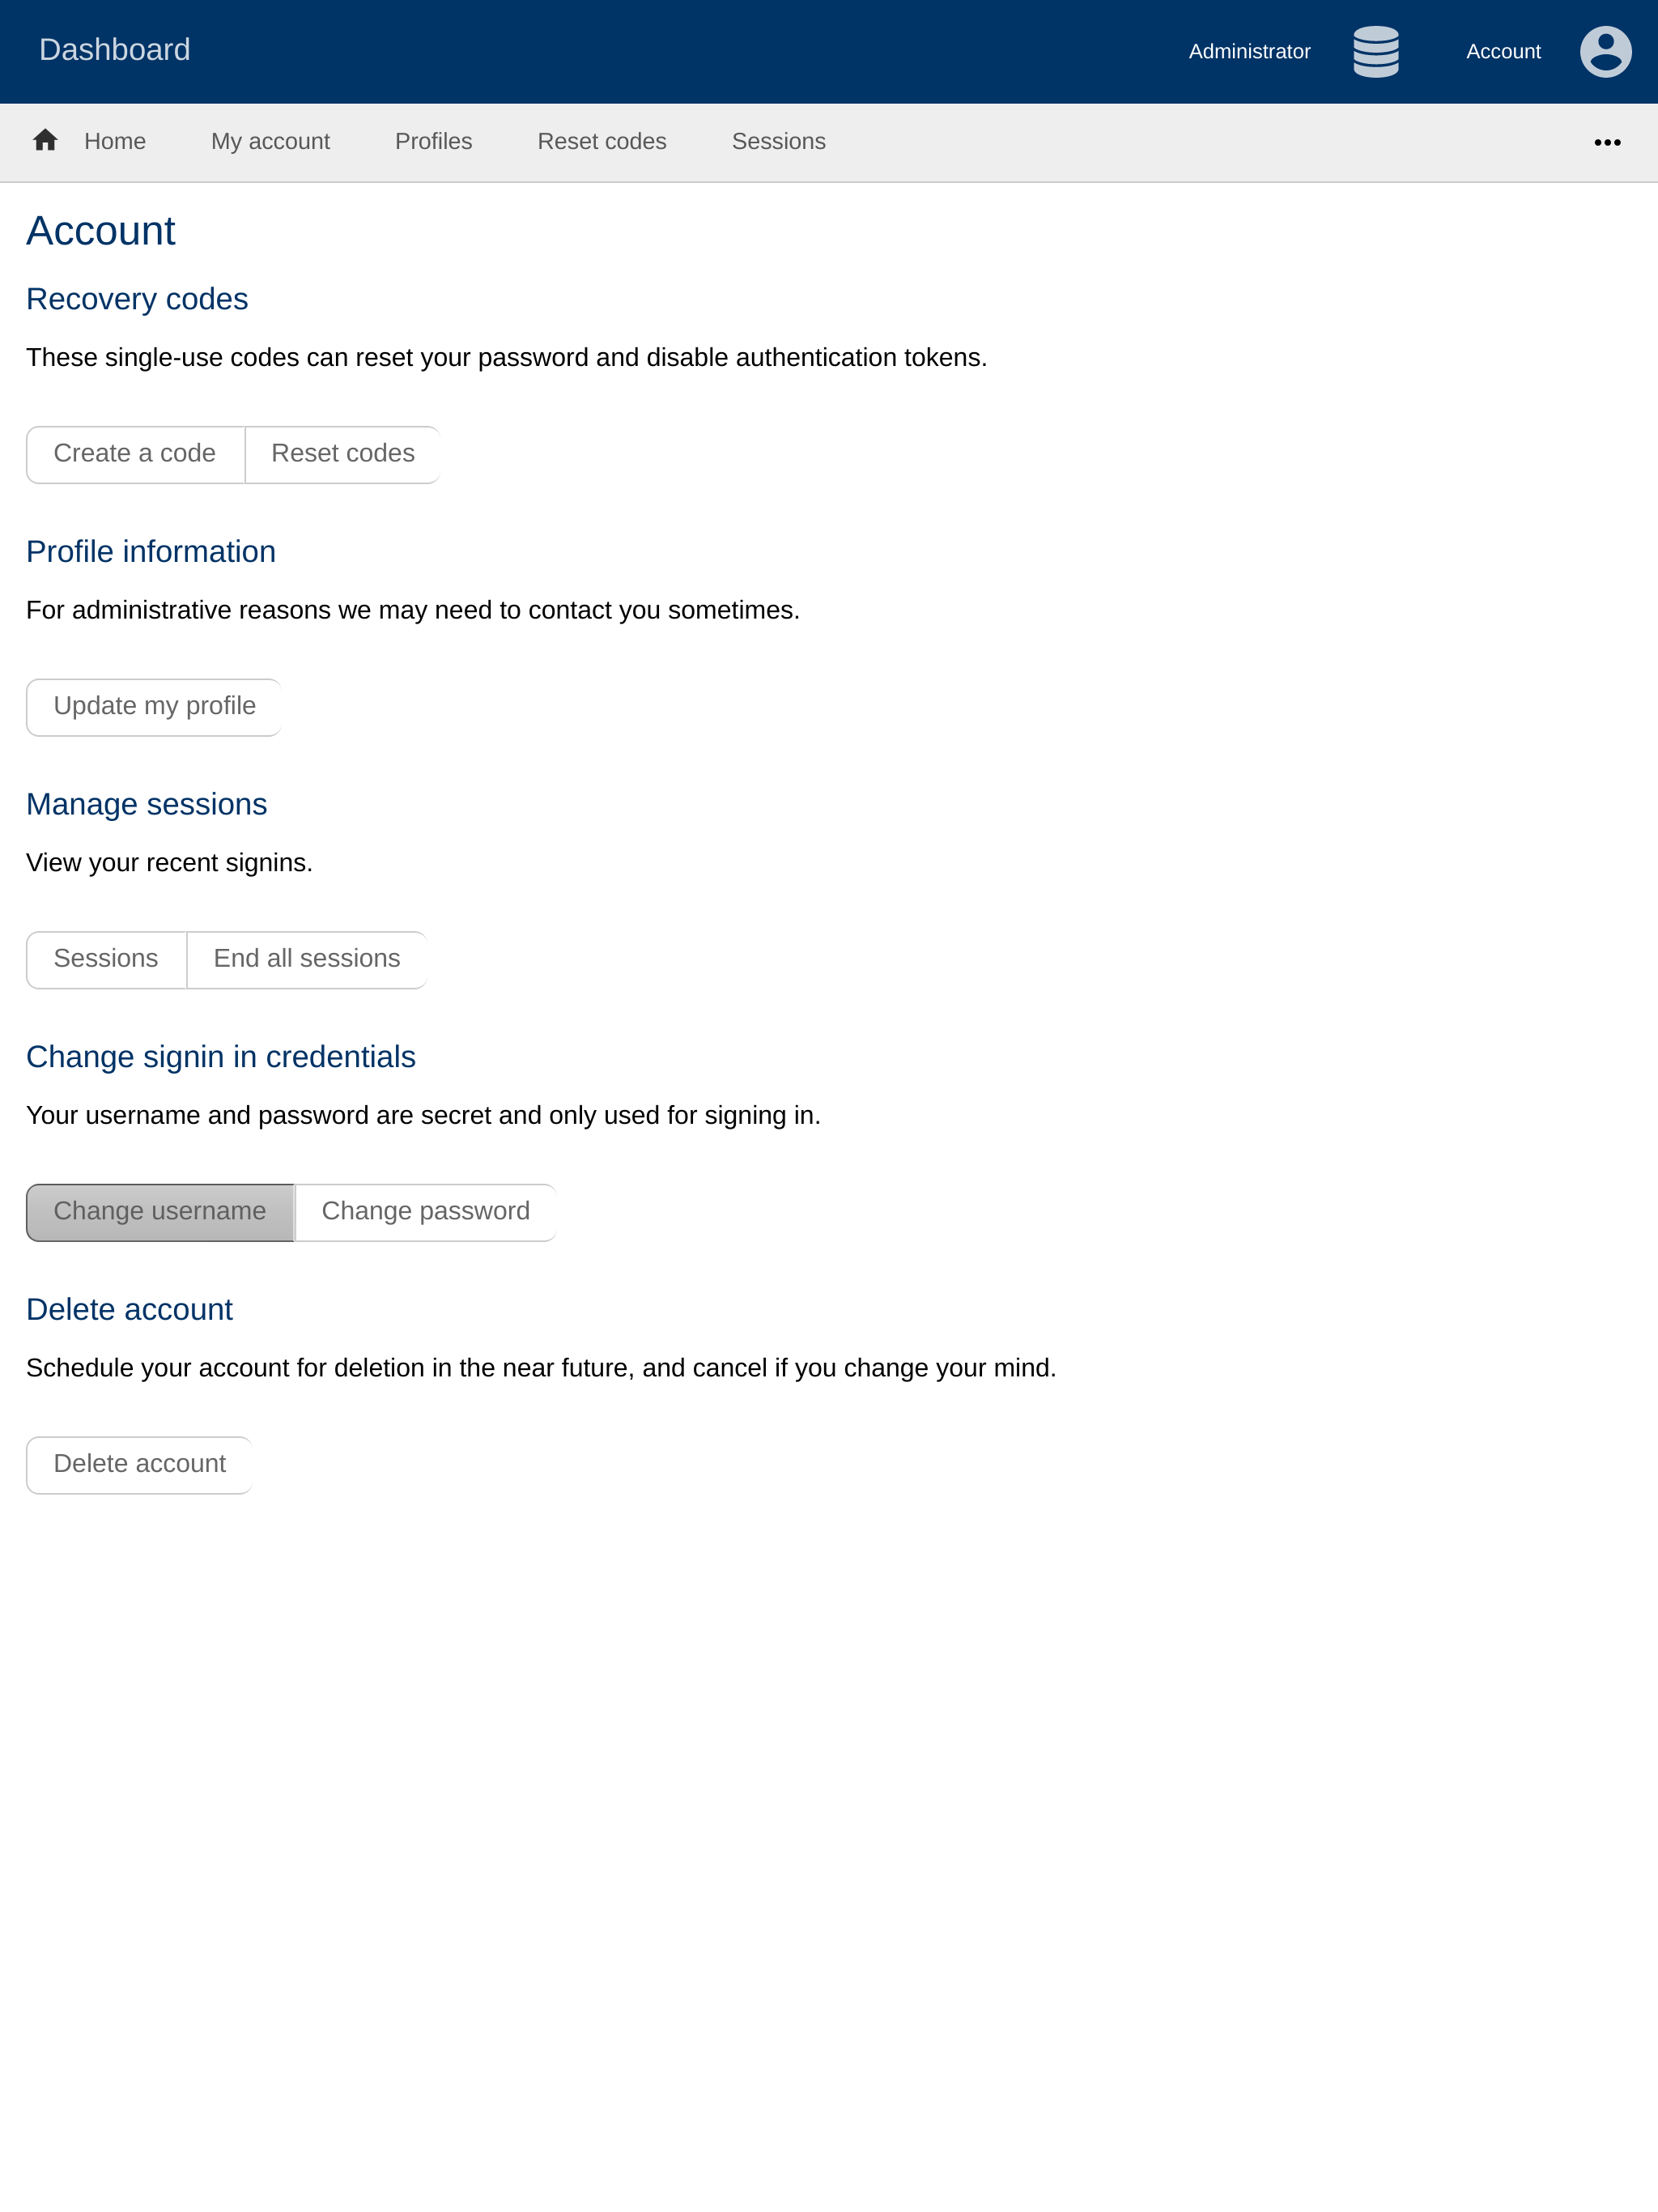 Dashboard
Administrator
Account
Home
My account
Profiles
Reset codes
Sessions
Account
Recovery codes
These single-use codes can reset your password and disable authentication tokens.
Create a code
Reset codes
Profile information
For administrative reasons we may need to contact you sometimes.
Update my profile
Manage sessions
View your recent signins.
Sessions
End all sessions
Change signin in credentials
Your username and password are secret and only used for signing in.
Change username
Change password
Delete account
Schedule your account for deletion in the near future, and cancel if you change your mind.
Delete account